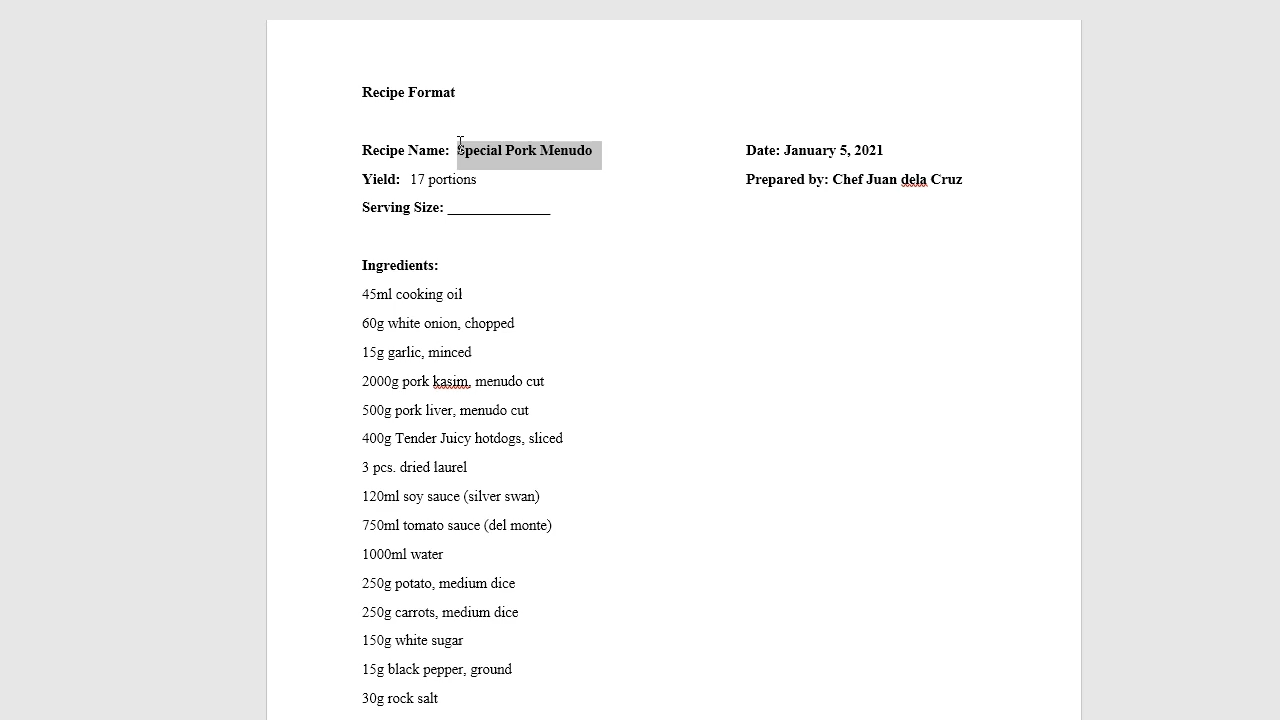 Recipe Format
Recipe Name: Special Pork Menudo Date: January 5, 2021
Yield: 17 portions Prepared by: Chef Juan dela Cruz
Serving Size: ______________
Ingredients:
45ml cooking oil
60g white onion, chopped
15g garlic, minced
2000g pork kasim, menudo cut
500g pork liver, menudo cut
400g Tender Juicy hotdogs, sliced
3 pcs. dried laurel
120ml soy sauce (silver swan)
750ml tomato sauce (del monte)
1000ml water
250g potato, medium dice
250g carrots, medium dice
150g white sugar
15g black pepper, ground
30g rock salt